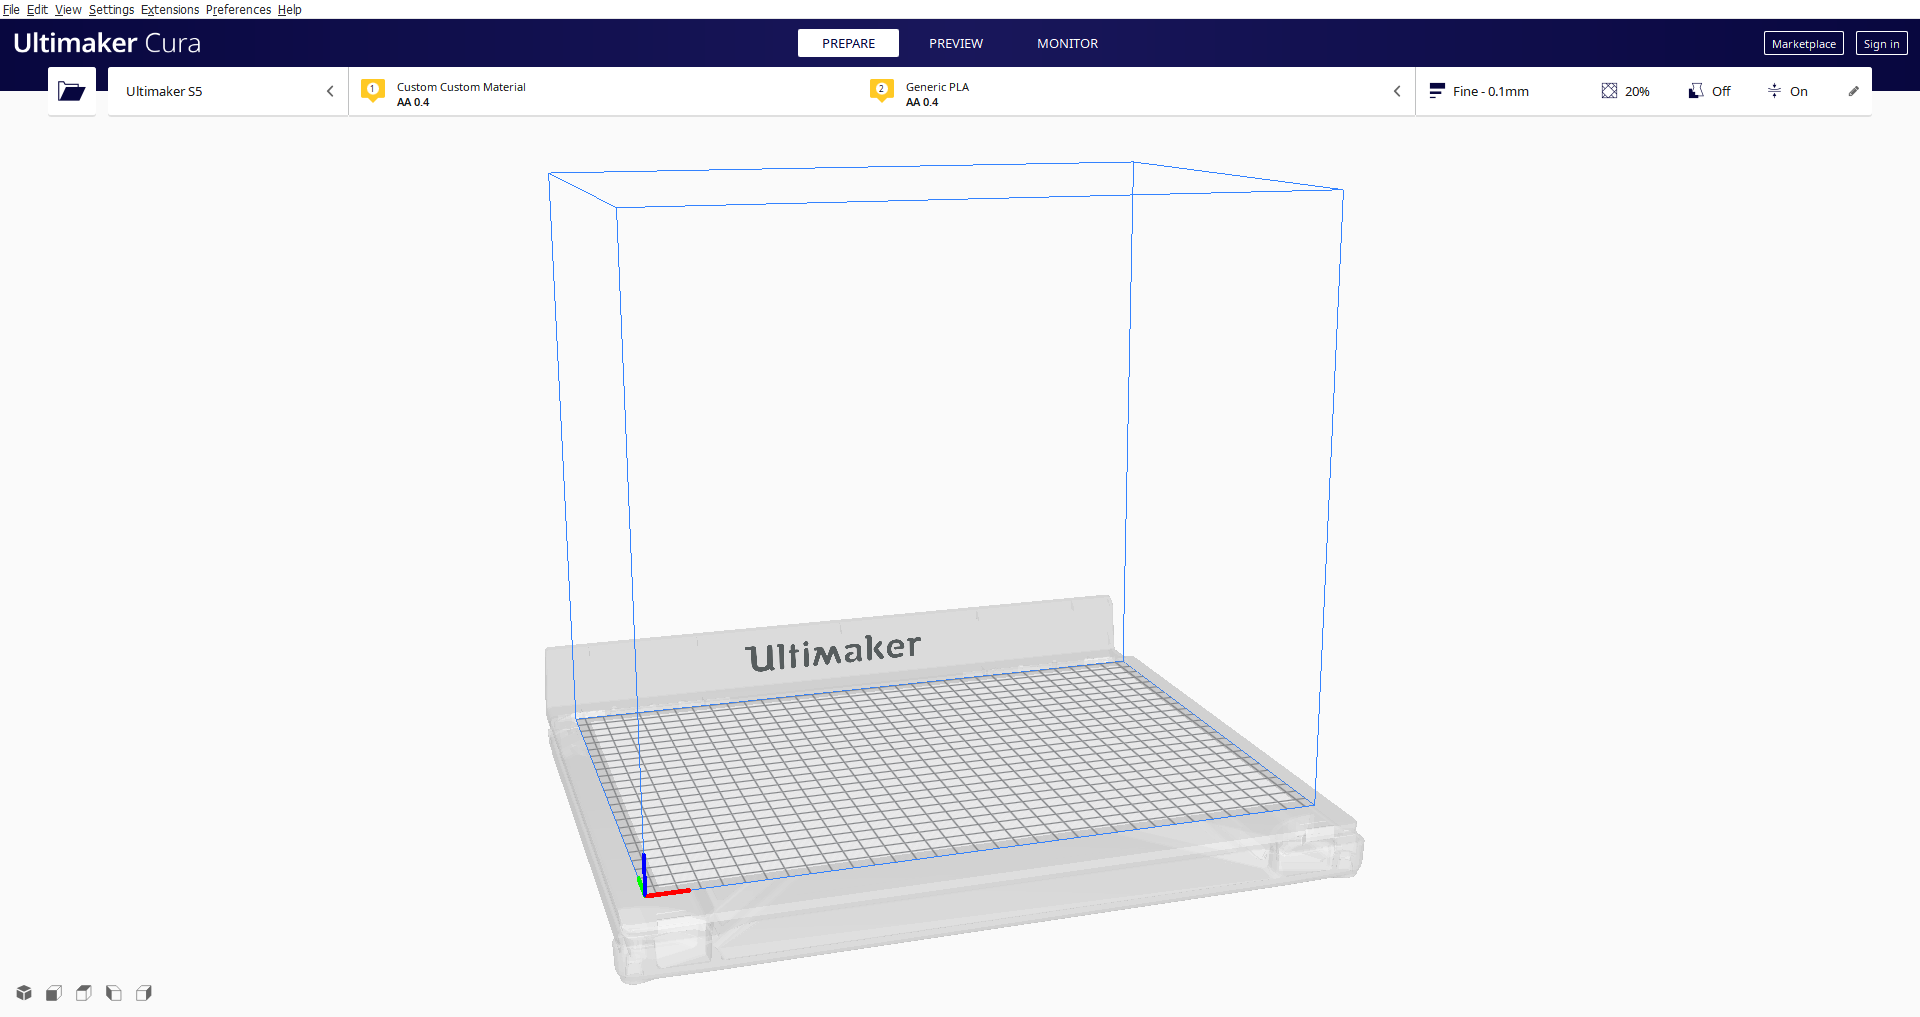 File Edit View Settings Extensions Preferences Help
Ultimaker Cura
PREPARE PREVIEW MONITOR
Marketplace Sign in
Ultimaker S5
1 Custom Custom Material
AA 0.4
2 Generic PLA
AA 0.4
Fine - 0.1mm 20% Off On
Ultimaker